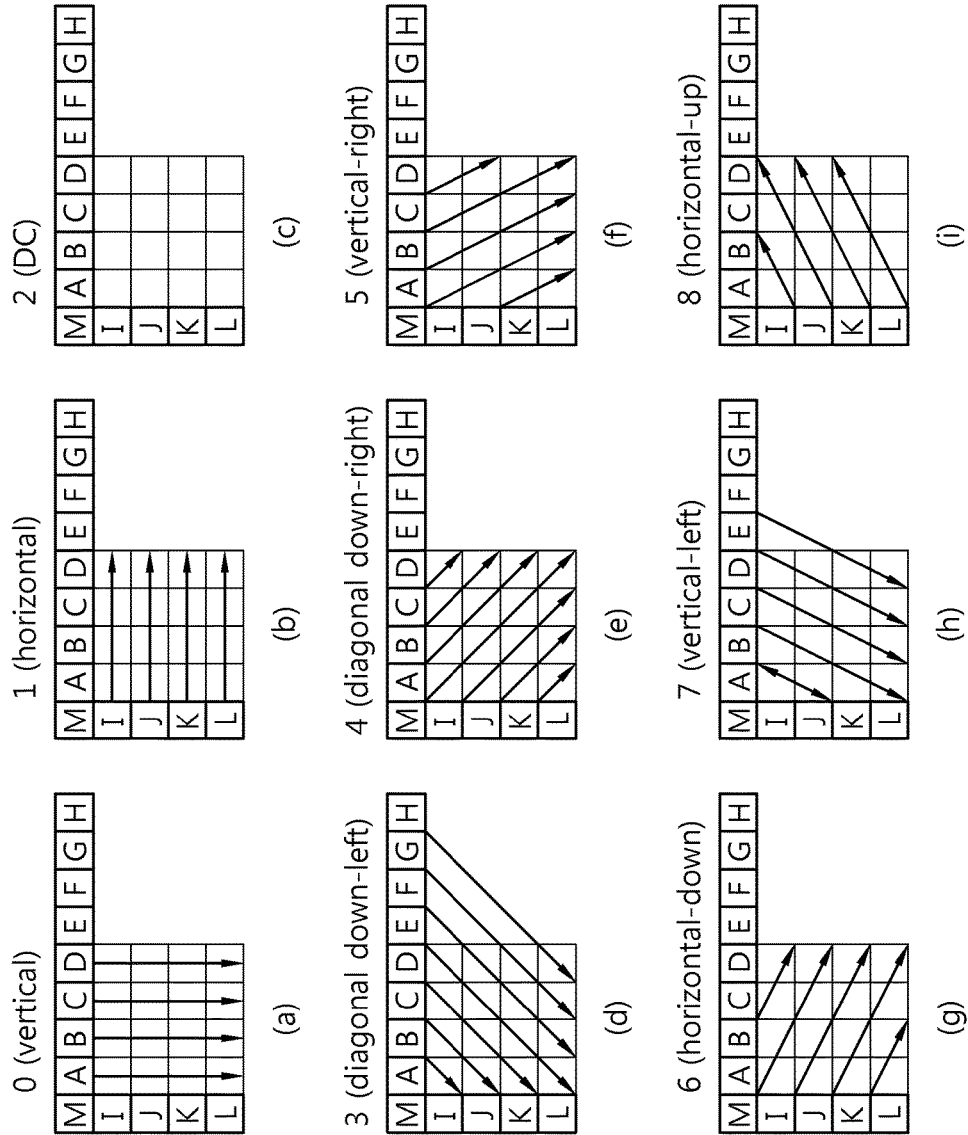 0 (vertical)
M A B C D E F G H
I
J
K
L
(a)
1 (horizontal)
M A B C D E F G H
I
J
K
L
(b)
2 (DC)
M A B C D E F G H
I
J
K
L
(c)
3 (diagonal down-left)
M A B C D E F G H
I
J
K
L
(d)
4 (diagonal down-right)
M A B C D E F G H
I
J
K
L
(e)
5 (vertical-right)
M A B C D E F G H
I
J
K
L
(f)
6 (horizontal-down)
M A B C D E F G H
I
J
K
L
(g)
7 (vertical-left)
M A B C D E F G H
I
J
K
L
(h)
8 (horizontal-up)
M A B C D E F G H
I
J
K
L
(i)